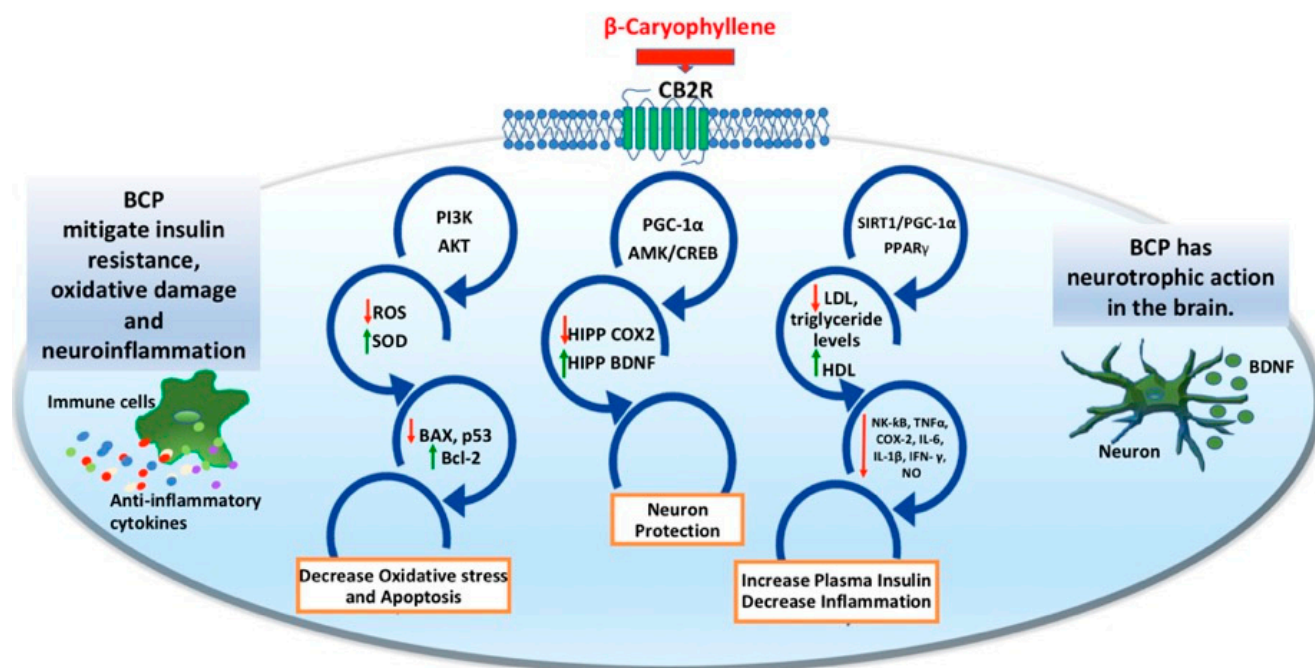 β-Caryophyllene
CB2R
BCP
mitigate insulin
resistance,
oxidative damage
and
neuroinflammation
Immune cells
Anti-inflammatory
cytokines
PI3K
AKT
ROS
SOD
BAX, p53
Bcl-2
Decrease Oxidative stress
and Apoptosis
PGC-1α
AMK/CREB
HIPP COX2
HIPP BDNF
Neuron
Protection
SIRT1/PGC-1α
PPARγ
LDL,
triglyceride
levels
HDL
NK-kB, TNFα,
COX-2, IL-6,
IL-1β, IFN- γ,
NO
Increase Plasma Insulin
Decrease Inflammation
BCP has
neurotrophic action
in the brain.
BDNF
Neuron